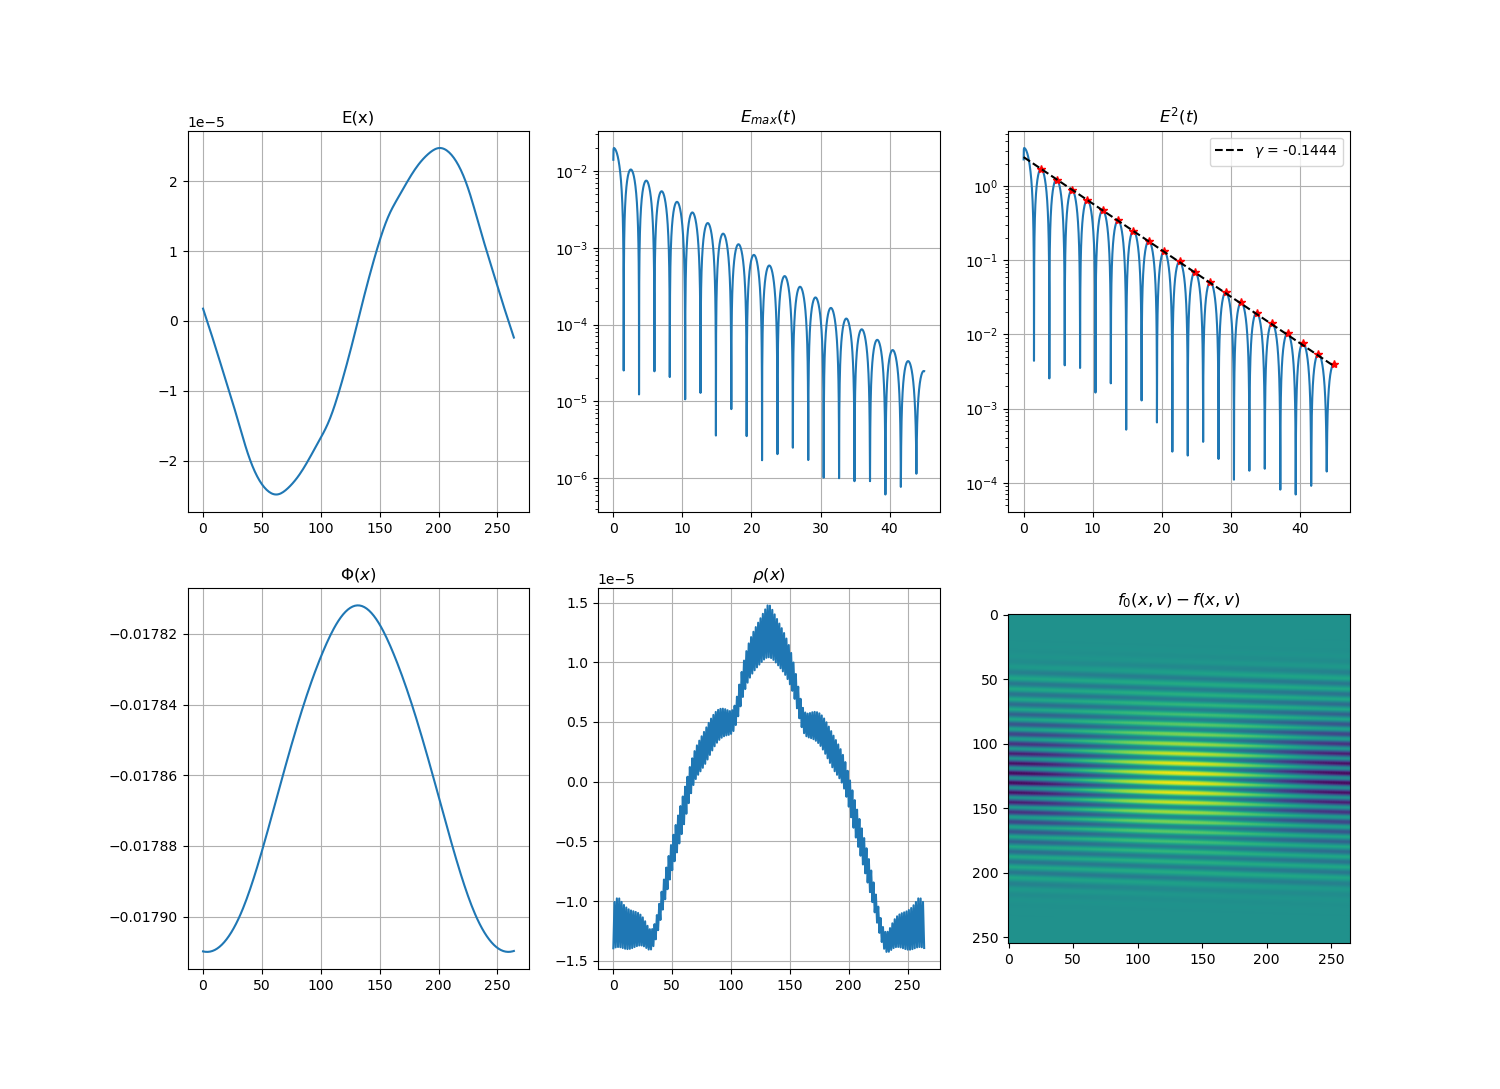 E(x)
1e−5
2
1
0
−1
−2
0 50 100 150 200 250
E_max(t)
10^−2
10^−3
10^−4
10^−5
10^−6
0 10 20 30 40
E^2(t)
γ = -0.1444
10^0
10^−1
10^−2
10^−3
10^−4
0 10 20 30 40
Φ(x)
−0.01782
−0.01784
−0.01786
−0.01788
−0.01790
0 50 100 150 200 250
ρ(x)
1e−5
1.5
1.0
0.5
0.0
−0.5
−1.0
−1.5
0 50 100 150 200 250
f_0(x, v) − f(x, v)
0
50
100
150
200
250
0 50 100 150 200 250